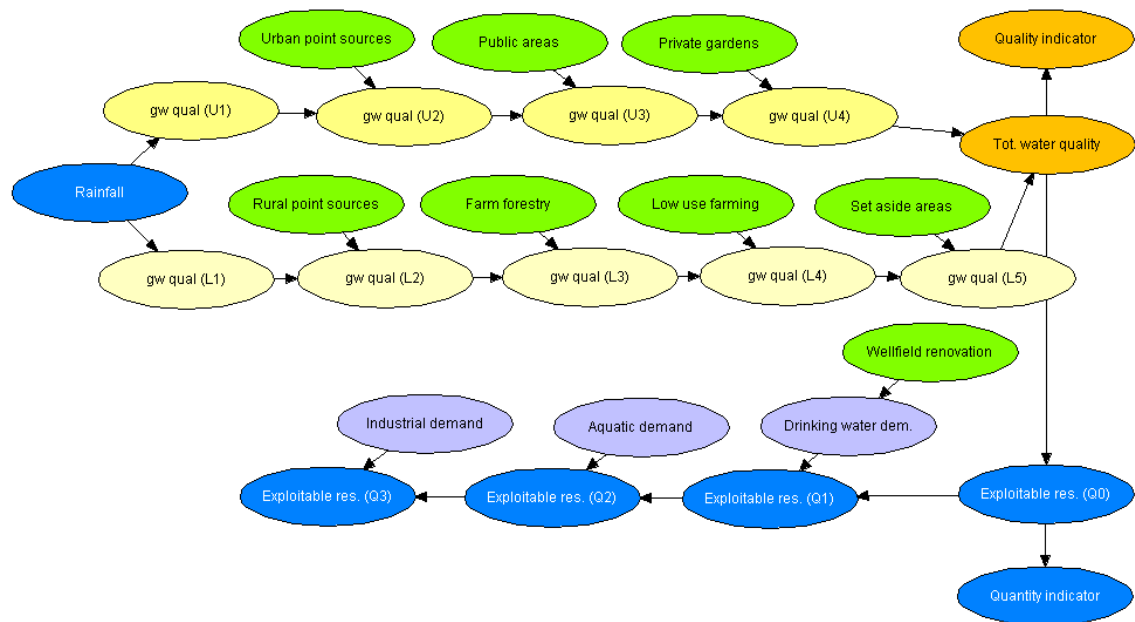 Urban point sources
Public areas
Private gardens
Quality indicator
gw qual (U1)
gw qual (U2)
gw qual (U3)
gw qual (U4)
Tot. water quality
Rainfall
Rural point sources
Farm forestry
Low use farming
Set aside areas
gw qual (L1)
gw qual (L2)
gw qual (L3)
gw qual (L4)
gw qual (L5)
Wellfield renovation
Industrial demand
Aquatic demand
Drinking water dem.
Exploitable res. (Q3)
Exploitable res. (Q2)
Exploitable res. (Q1)
Exploitable res. (Q0)
Quantity indicator